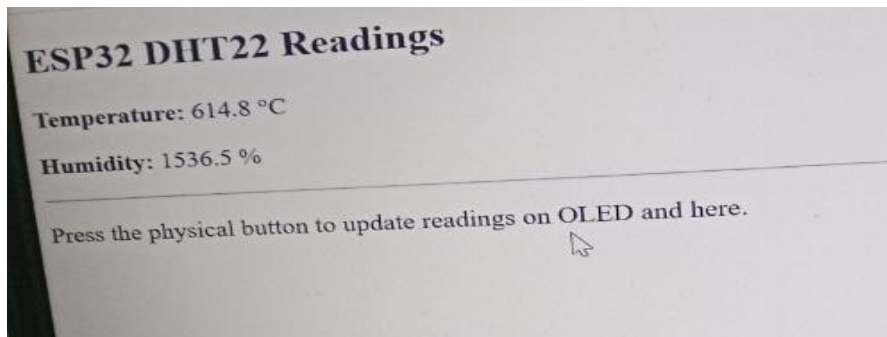 ESP32 DHT22 Readings
Temperature: 614.8 °C
Humidity: 1536.5 %
Press the physical button to update readings on OLED and here.